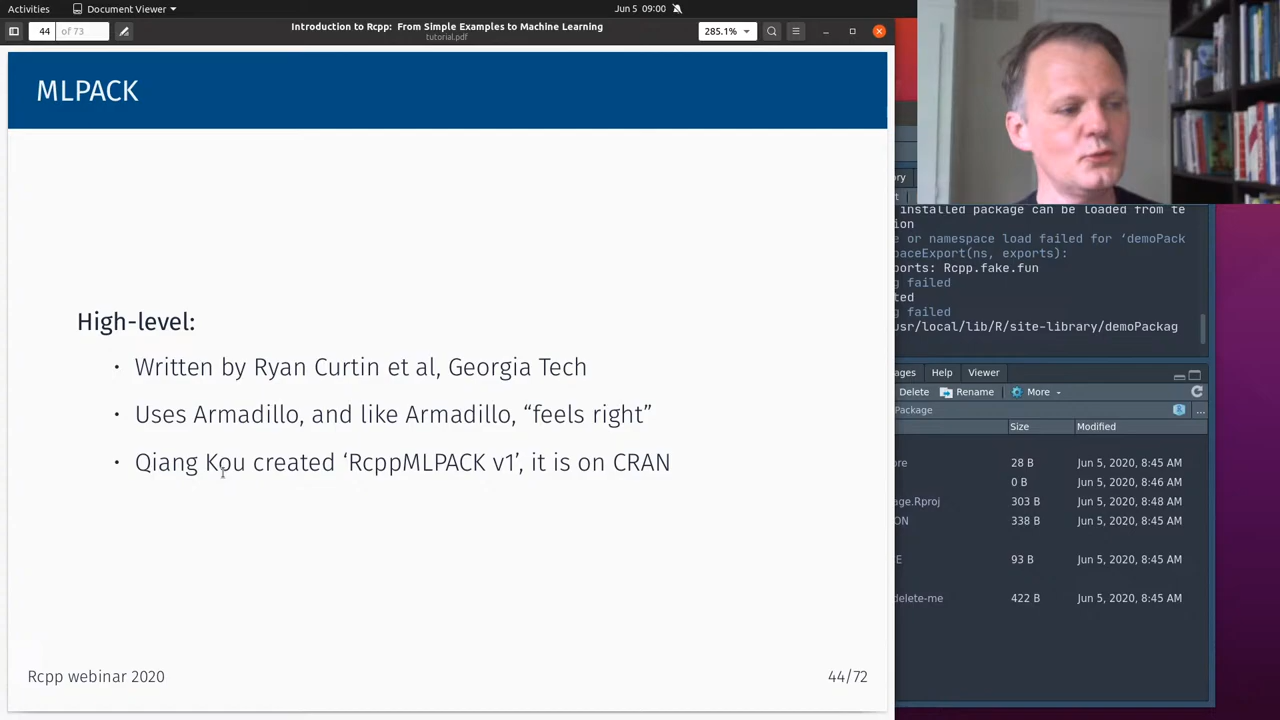 Activities
Document Viewer
Jun 5 09:00
44
of 73
Introduction to Rcpp: From Simple Examples to Machine Learning
tutorial.pdf
285.1%
MLPACK
High-level:
• Written by Ryan Curtin et al, Georgia Tech
• Uses Armadillo, and like Armadillo, “feels right”
• Qiang Kou created ‘RcppMLPACK v1’, it is on CRAN
Rcpp webinar 2020
44/72
ry
installed package can be loaded from te
ion
e or namespace load failed for ‘demoPack
paceExport(ns, exports):
ports: Rcpp.fake.fun
g failed
ted
g failed
usr/local/lib/R/site-library/demoPackag
ages Help Viewer
Delete Rename More
Package
Size Modified
ore 28 B Jun 5, 2020, 8:45 AM
0 B Jun 5, 2020, 8:46 AM
age.Rproj 303 B Jun 5, 2020, 8:48 AM
ON 338 B Jun 5, 2020, 8:45 AM
E 93 B Jun 5, 2020, 8:45 AM
delete-me 422 B Jun 5, 2020, 8:45 AM